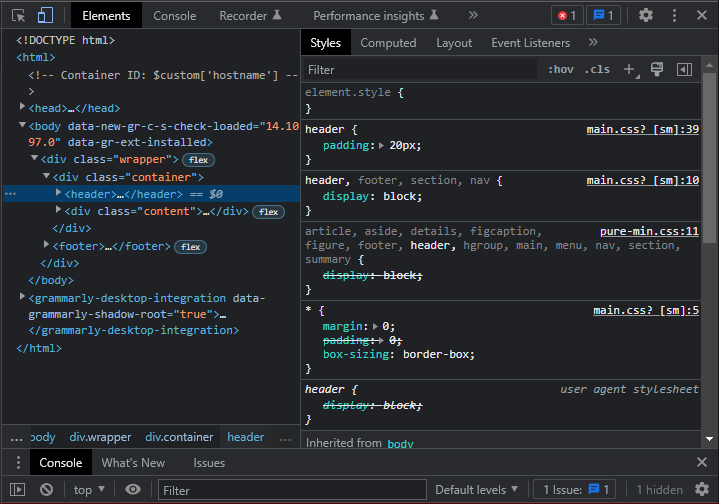 Elements Console Recorder Performance insights » 1 1
<!DOCTYPE html>
<html>
<!-- Container ID: $custom['hostname'] --
>
<head>…</head>
<body data-new-gr-c-s-check-loaded="14.10
97.0" data-gr-ext-installed>
<div class="wrapper"> flex
<div class="container">
… <header>…</header> == $0
<div class="content">…</div> flex
</div>
<footer>…</footer> flex
</div>
</body>
<grammarly-desktop-integration data-
grammarly-shadow-root="true">…
</grammarly-desktop-integration>
</html>
… body div.wrapper div.container header …
Styles Computed Layout Event Listeners »
Filter :hov .cls +
element.style {
}
header { main.css? [sm]:39
padding: 20px;
}
header, footer, section, nav { main.css? [sm]:10
display: block;
}
article, aside, details, figcaption, pure-min.css:11
figure, footer, header, hgroup, main, menu, nav, section,
summary {
display: block;
}
* { main.css? [sm]:5
margin: 0;
padding: 0;
box-sizing: border-box;
}
header { user agent stylesheet
display: block;
}
Inherited from body
Console What's New Issues
top Filter Default levels 1 Issue: 1 1 hidden